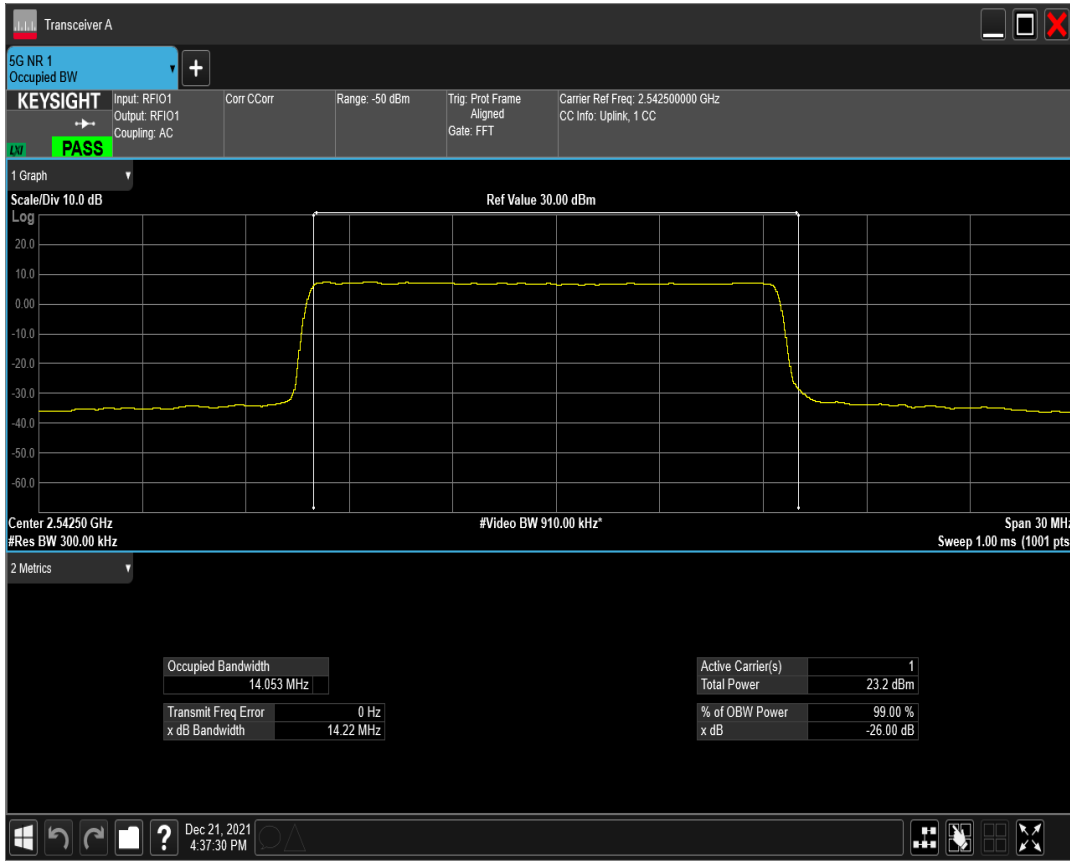 Transceiver A
5G NR 1
Occupied BW
KEYSIGHT
LXI
PASS
Input: RFIO1
Output: RFIO1
Coupling: AC
Corr CCorr
Range: -50 dBm
Trig: Prot Frame
Aligned
Gate: FFT
Carrier Ref Freq: 2.542500000 GHz
CC Info: Uplink, 1 CC
1 Graph
Scale/Div 10.0 dB
Ref Value 30.00 dBm
Log
20.0
10.0
0.00
-10.0
-20.0
-30.0
-40.0
-50.0
-60.0
Center 2.54250 GHz
#Video BW 910.00 kHz*
Span 30 MHz
#Res BW 300.00 kHz
Sweep 1.00 ms (1001 pts
2 Metrics
Occupied Bandwidth
14.053 MHz
Transmit Freq Error 0 Hz
x dB Bandwidth 14.22 MHz
Active Carrier(s) 1
Total Power 23.2 dBm
% of OBW Power 99.00 %
x dB -26.00 dB
?
Dec 21, 2021
4:37:30 PM